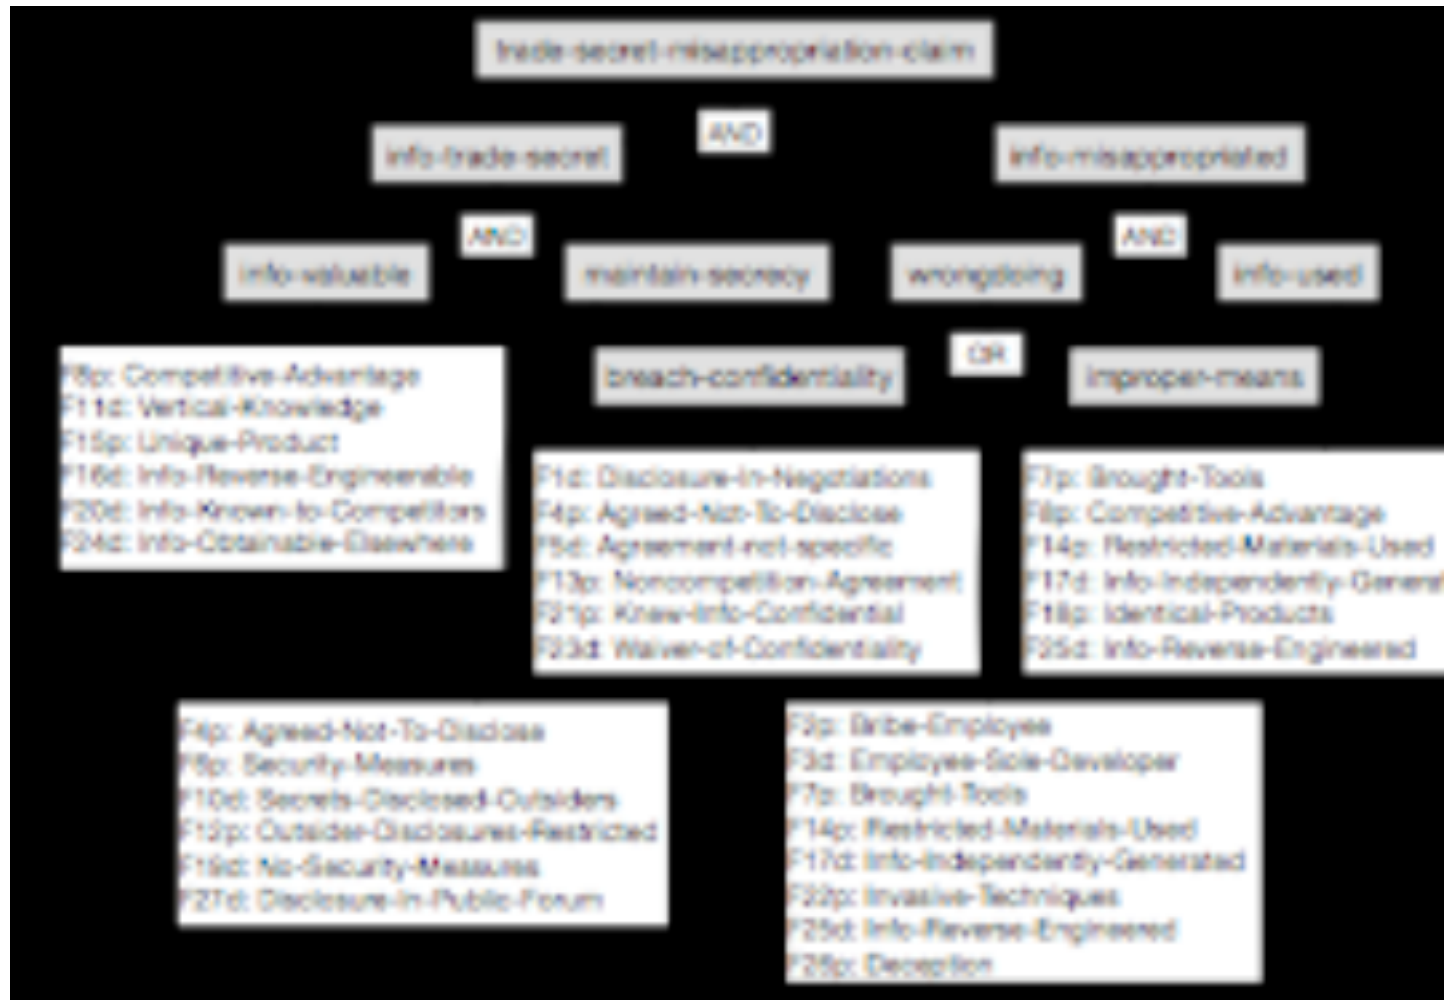 trade-secret-misappropriation-claim
AND
info-trade-secret
info-misappropriated
AND
AND
info-valuable
maintain-secrecy
wrongdoing
info-used
OR
breach-confidentiality
improper-means
F8p: Competitive-Advantage
F11d: Vertical-Knowledge
F15p: Unique-Product
F16d: Info-Reverse-Engineerable
F20d: Info-Known-to-Competitors
F24d: Info-Obtainable-Elsewhere
F1d: Disclosure-In-Negotiations
F4p: Agreed-Not-To-Disclose
F5d: Agreement-not-specific
F13p: Noncompetition-Agreement
F21p: Knew-Info-Confidential
F23d: Waiver-of-Confidentiality
F7p: Brought-Tools
F8p: Competitive-Advantage
F14p: Restricted-Materials-Used
F17d: Info-Independently-Generat
F18p: Identical-Products
F25d: Info-Reverse-Engineered
F4p: Agreed-Not-To-Disclose
F6p: Security-Measures
F10d: Secrets-Disclosed-Outsiders
F12p: Outsider-Disclosures-Restricted
F19d: No-Security-Measures
F27d: Disclosure-In-Public-Forum
F2p: Bribe-Employee
F3d: Employee-Sole-Developer
F7p: Brought-Tools
F14p: Restricted-Materials-Used
F17d: Info-Independently-Generated
F22p: Invasive-Techniques
F25d: Info-Reverse-Engineered
F26p: Deception